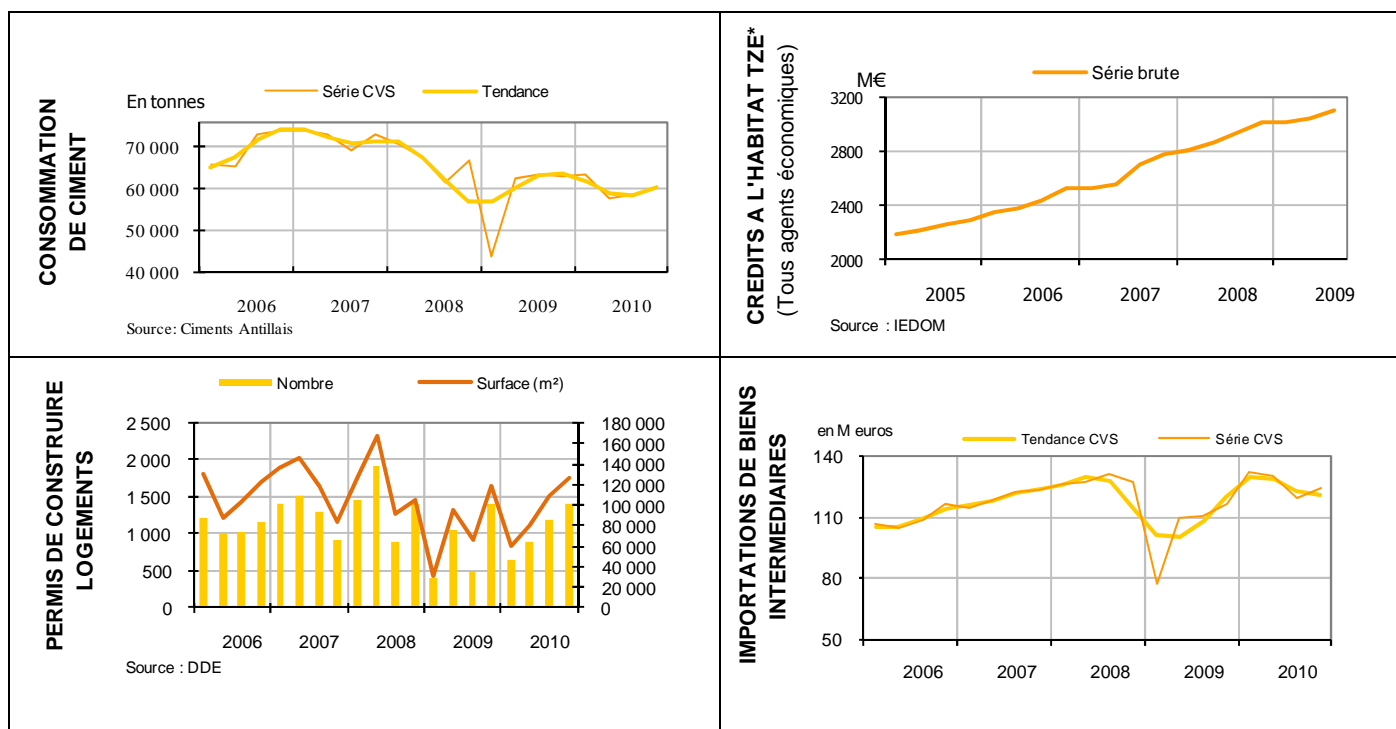 CONSOMMATION
DE CIMENT
En tonnes
Série CVS
Tendance
70 000
60 000
50 000
40 000
2006
2007
2008
2009
2010
Source: Ciments Antillais
CREDITS A L'HABITAT TZE*
(Tous agents économiques)
M€
Série brute
3200
2800
2400
2000
2005
2006
2007
2008
2009
Source : IEDOM
PERMIS DE CONSTRUIRE
LOGEMENTS
Nombre
Surface (m²)
2 500
2 000
1 500
1 000
500
0
180 000
160 000
140 000
120 000
100 000
80 000
60 000
40 000
20 000
0
2006
2007
2008
2009
2010
Source : DDE
IMPORTATIONS DE BIENS
INTERMEDIAIRES
en M euros
Tendance CVS
Série CVS
140
110
80
50
2006
2007
2008
2009
2010